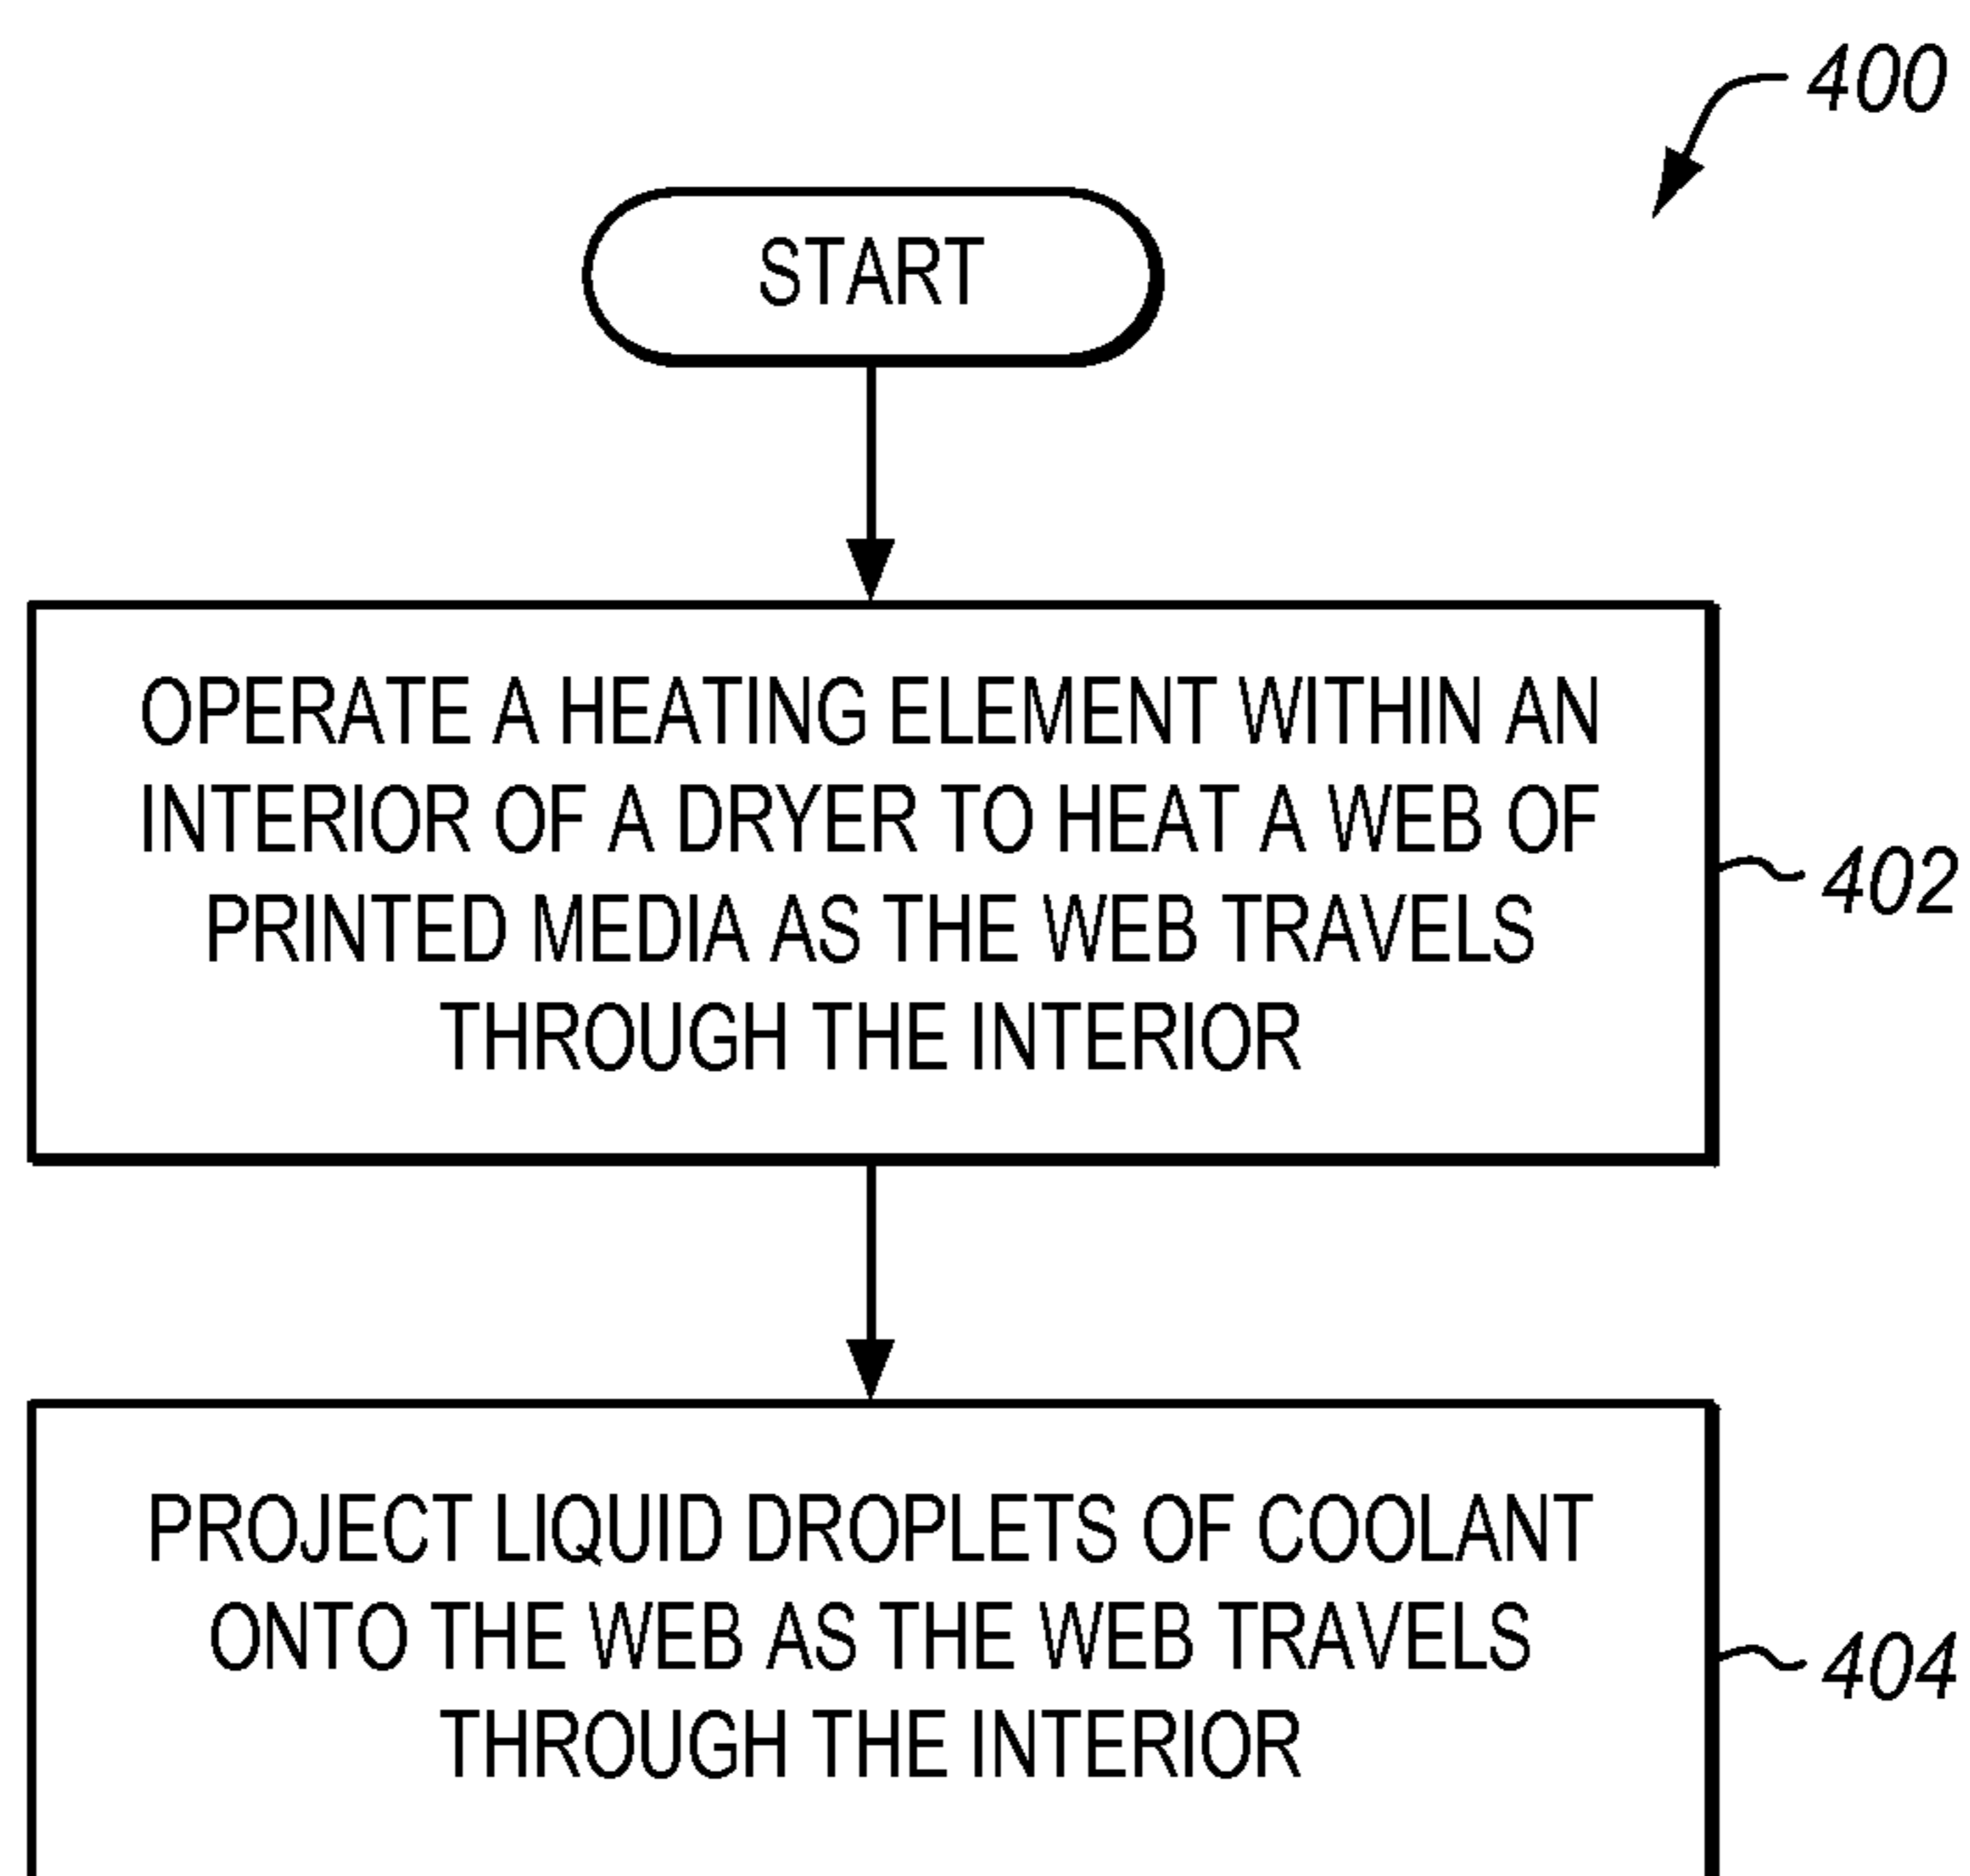 400
START
OPERATE A HEATING ELEMENT WITHIN AN
INTERIOR OF A DRYER TO HEAT A WEB OF
PRINTED MEDIA AS THE WEB TRAVELS
THROUGH THE INTERIOR
402
PROJECT LIQUID DROPLETS OF COOLANT
ONTO THE WEB AS THE WEB TRAVELS
THROUGH THE INTERIOR
404